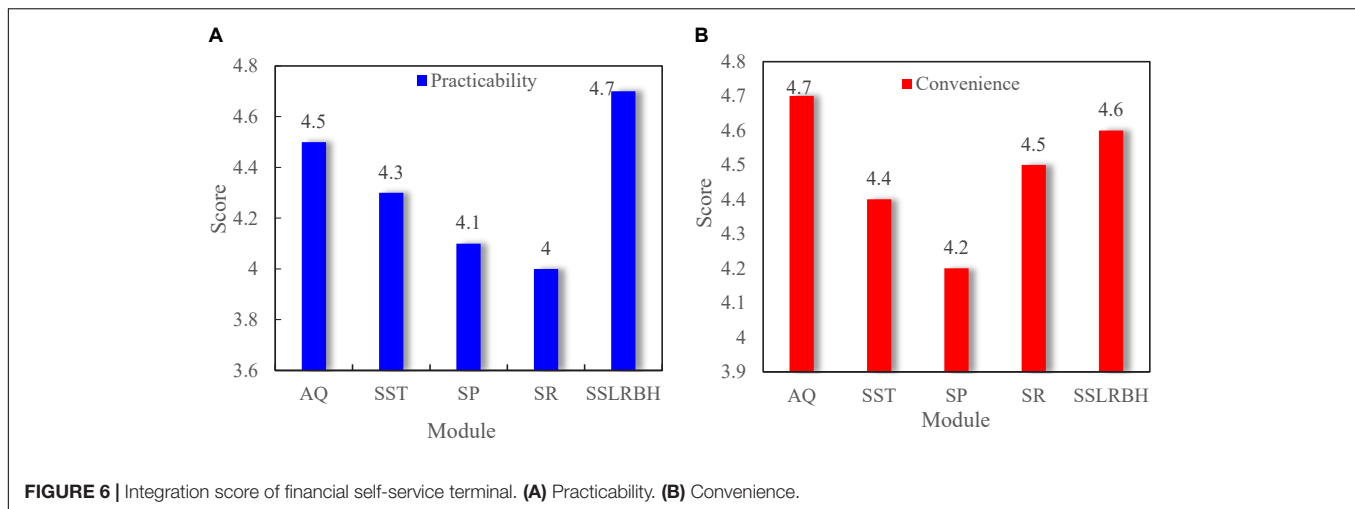 A
Practicability
4.8
4.6
4.4
4.2
4
3.8
3.6
Score
4.5
4.3
4.1
4
4.7
AQ SST SP SR SSLRBH
Module
B
Convenience
4.8
4.7
4.6
4.5
4.4
4.3
4.2
4.1
4
3.9
Score
4.7
4.4
4.2
4.5
4.6
AQ SST SP SR SSLRBH
Module
FIGURE 6 | Integration score of financial self-service terminal. (A) Practicability. (B) Convenience.